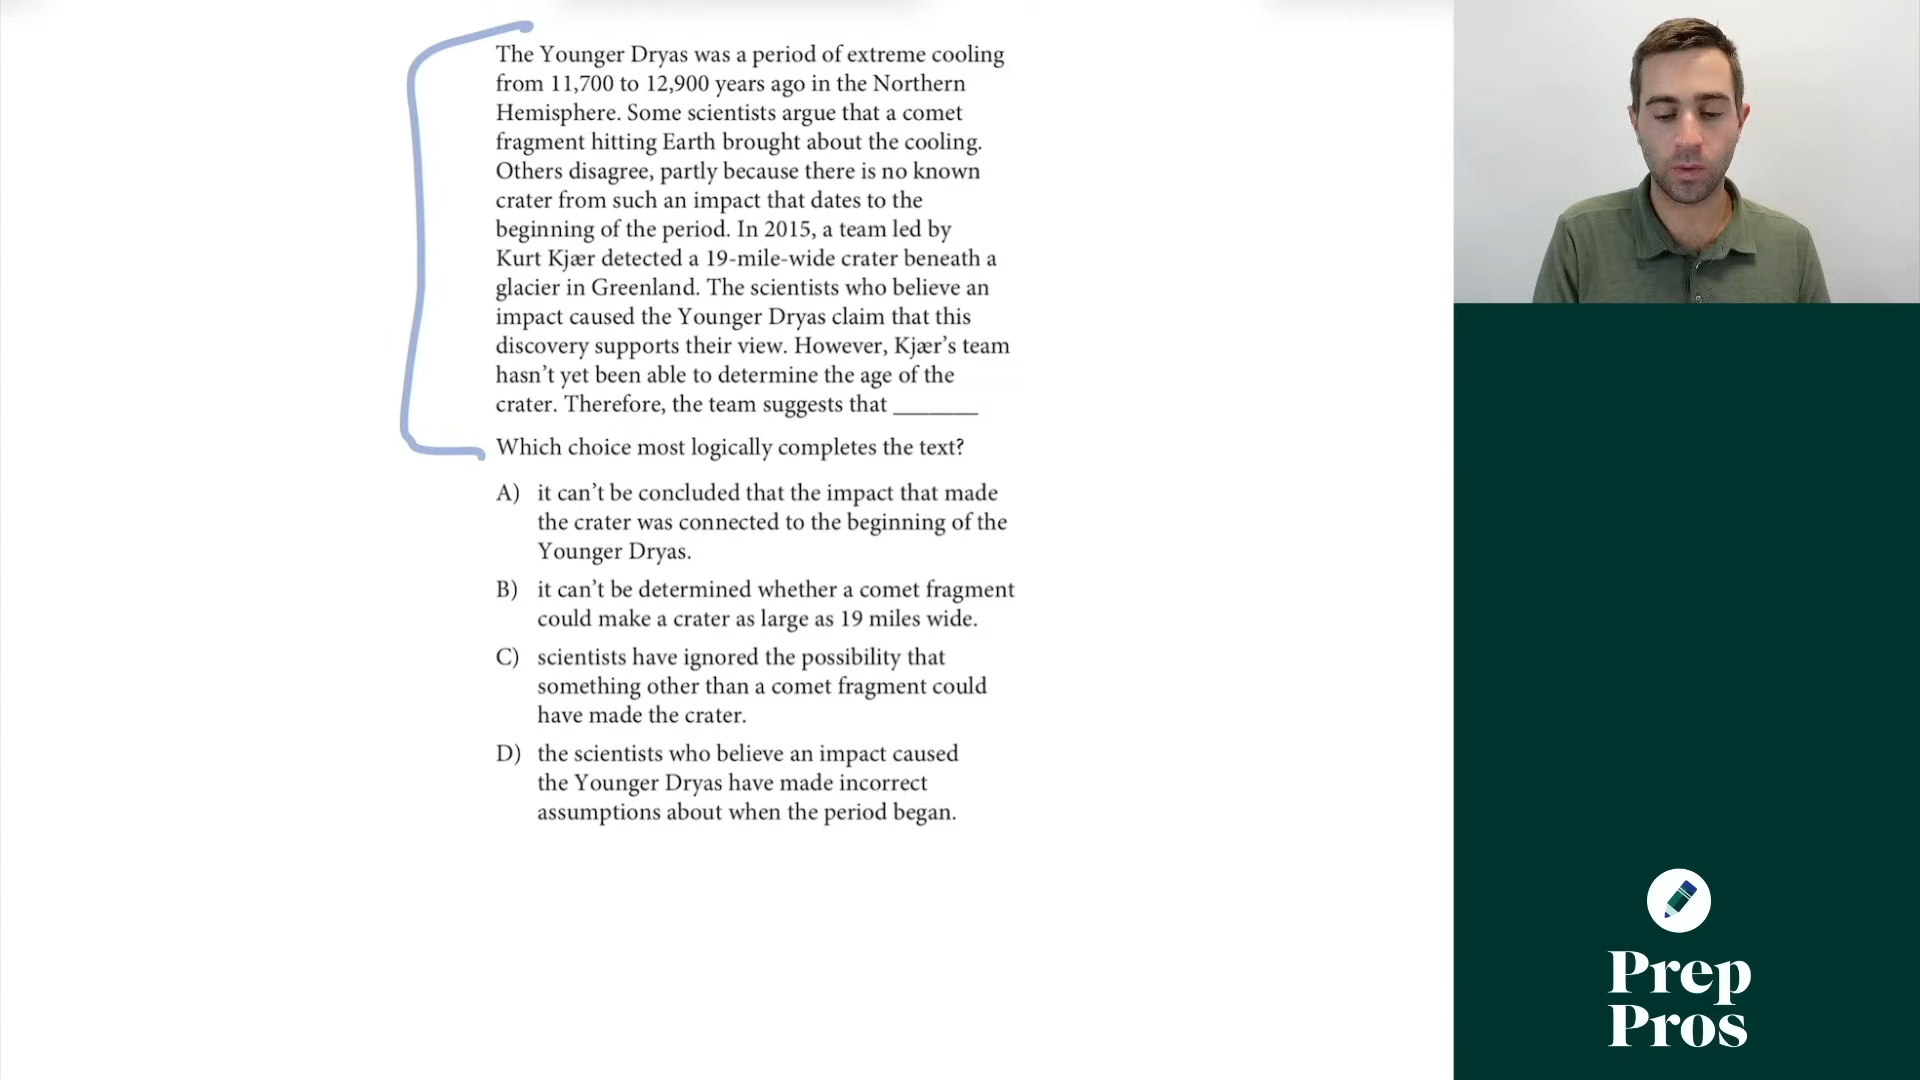 The Younger Dryas was a period of extreme cooling
from 11,700 to 12,900 years ago in the Northern
Hemisphere. Some scientists argue that a comet
fragment hitting Earth brought about the cooling.
Others disagree, partly because there is no known
crater from such an impact that dates to the
beginning of the period. In 2015, a team led by
Kurt Kjær detected a 19-mile-wide crater beneath a
glacier in Greenland. The scientists who believe an
impact caused the Younger Dryas claim that this
discovery supports their view. However, Kjær’s team
hasn’t yet been able to determine the age of the
crater. Therefore, the team suggests that _______
Which choice most logically completes the text?
A) it can’t be concluded that the impact that made
the crater was connected to the beginning of the
Younger Dryas.
B) it can’t be determined whether a comet fragment
could make a crater as large as 19 miles wide.
C) scientists have ignored the possibility that
something other than a comet fragment could
have made the crater.
D) the scientists who believe an impact caused
the Younger Dryas have made incorrect
assumptions about when the period began.
Prep
Pros